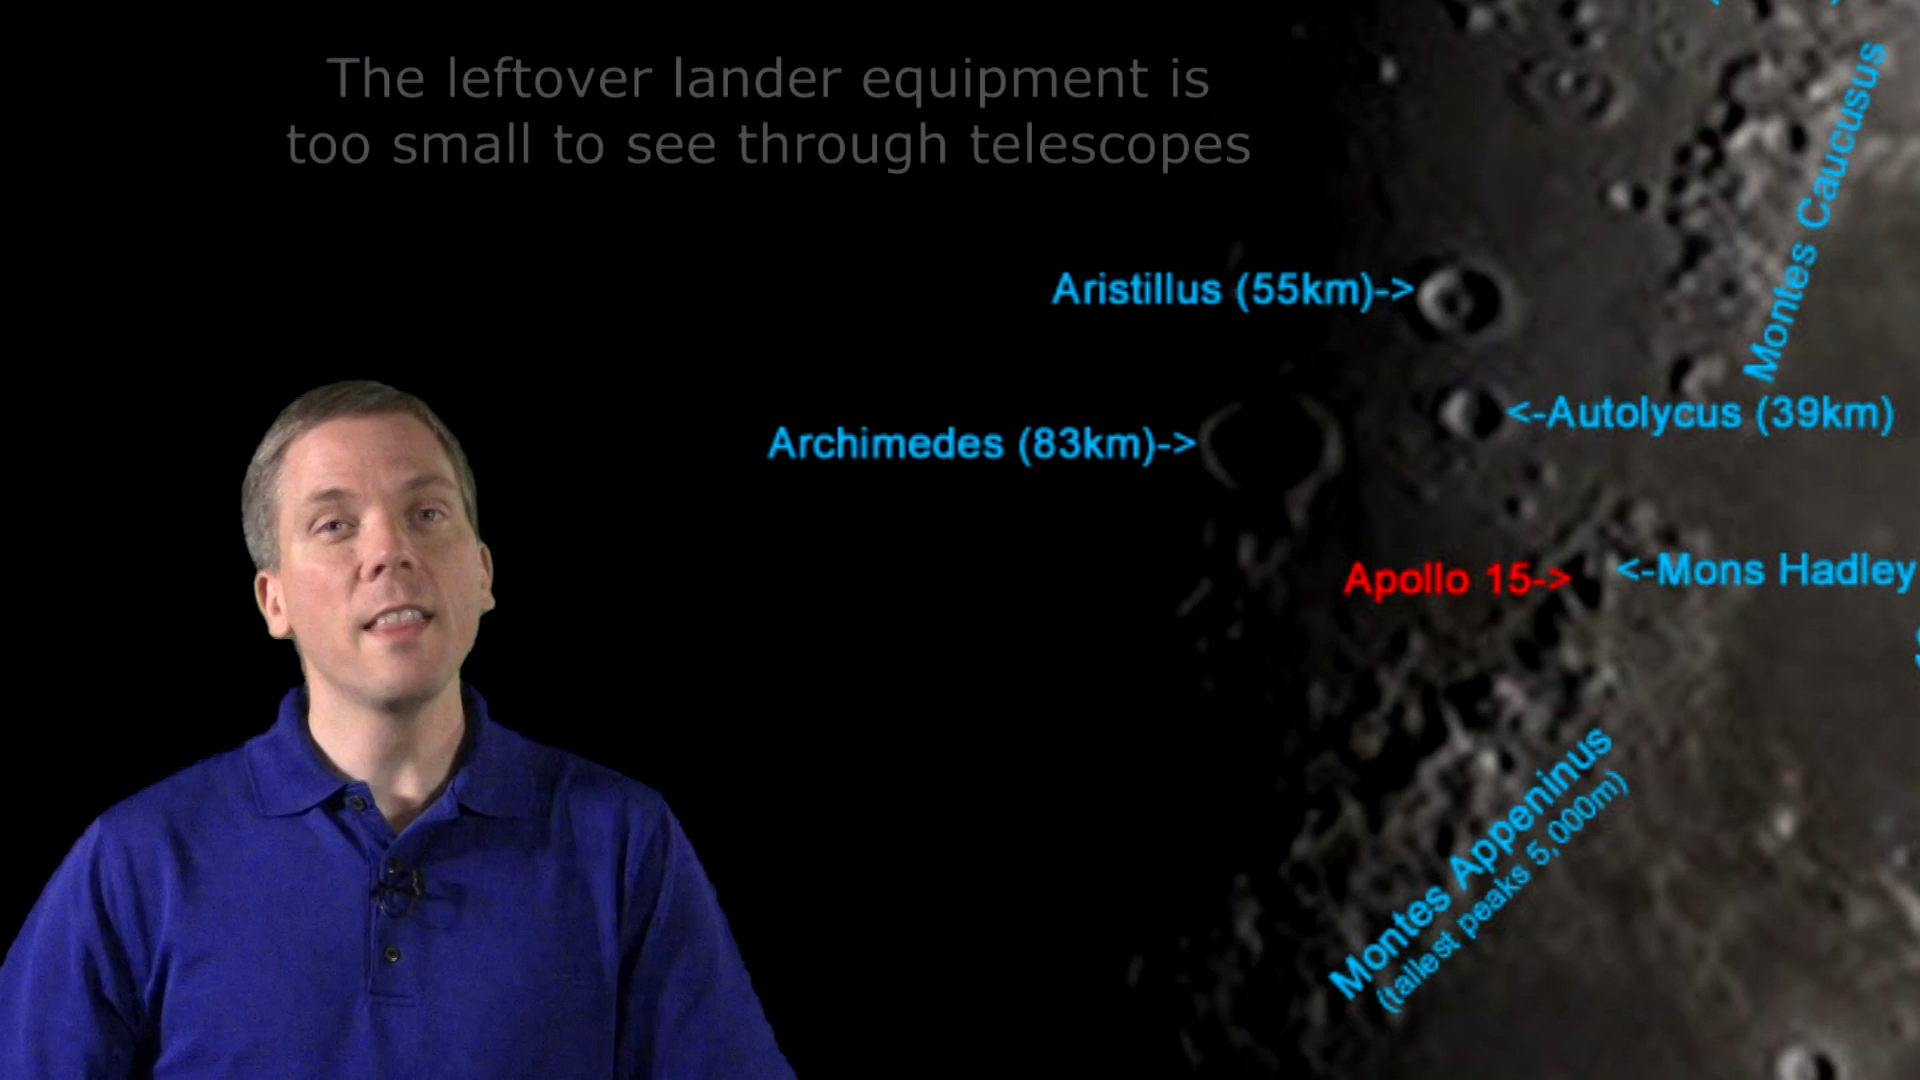 The leftover lander equipment is
too small to see through telescopes
Montes Caucusus
Aristillus (55km)->
<-Autolycus (39km)
Archimedes (83km)->
Apollo 15->
<-Mons Hadley
Montes Appeninus
(tallest peaks 5,000m)